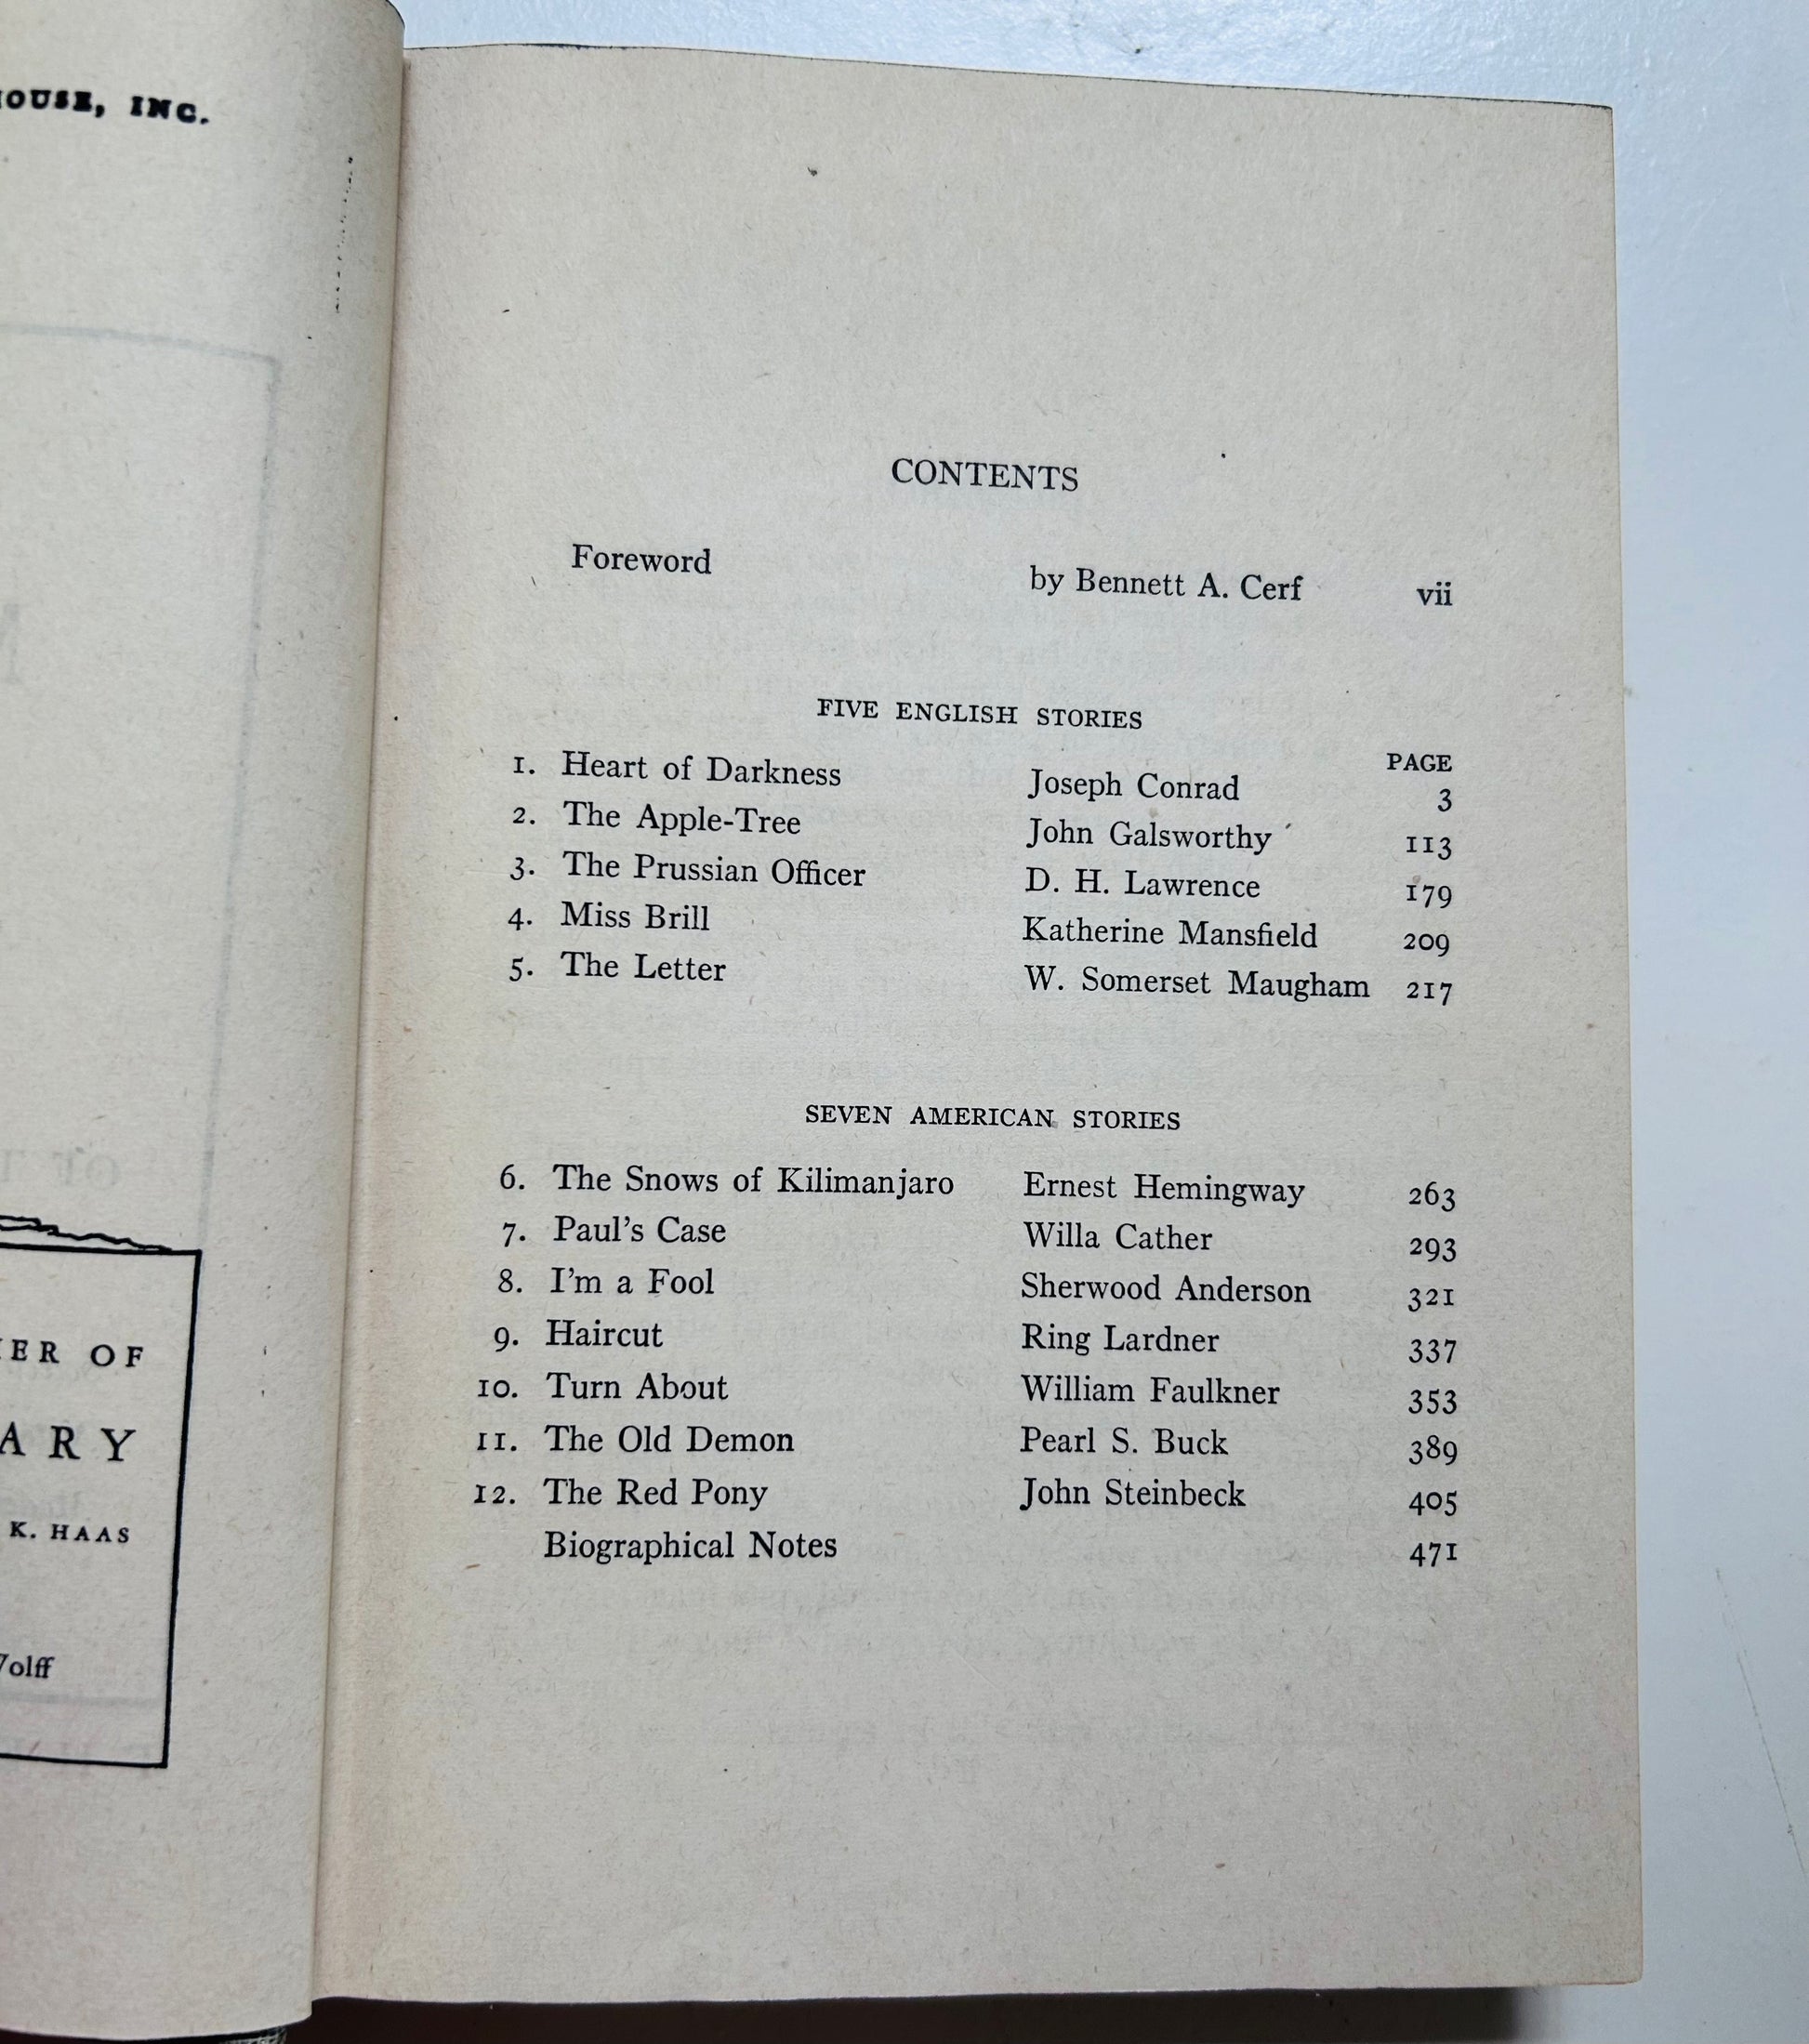 HOUSE, INC.
ER OF
ARY
K. HAAS
Wolff
CONTENTS
Foreword by Bennett A. Cerf vii
FIVE ENGLISH STORIES
PAGE
1. Heart of Darkness Joseph Conrad 3
2. The Apple-Tree John Galsworthy 113
3. The Prussian Officer D. H. Lawrence 179
4. Miss Brill Katherine Mansfield 209
5. The Letter W. Somerset Maugham 217
SEVEN AMERICAN STORIES
6. The Snows of Kilimanjaro Ernest Hemingway 263
7. Paul's Case Willa Cather 293
8. I'm a Fool Sherwood Anderson 321
9. Haircut Ring Lardner 337
10. Turn About William Faulkner 353
11. The Old Demon Pearl S. Buck 389
12. The Red Pony John Steinbeck 405
Biographical Notes 471